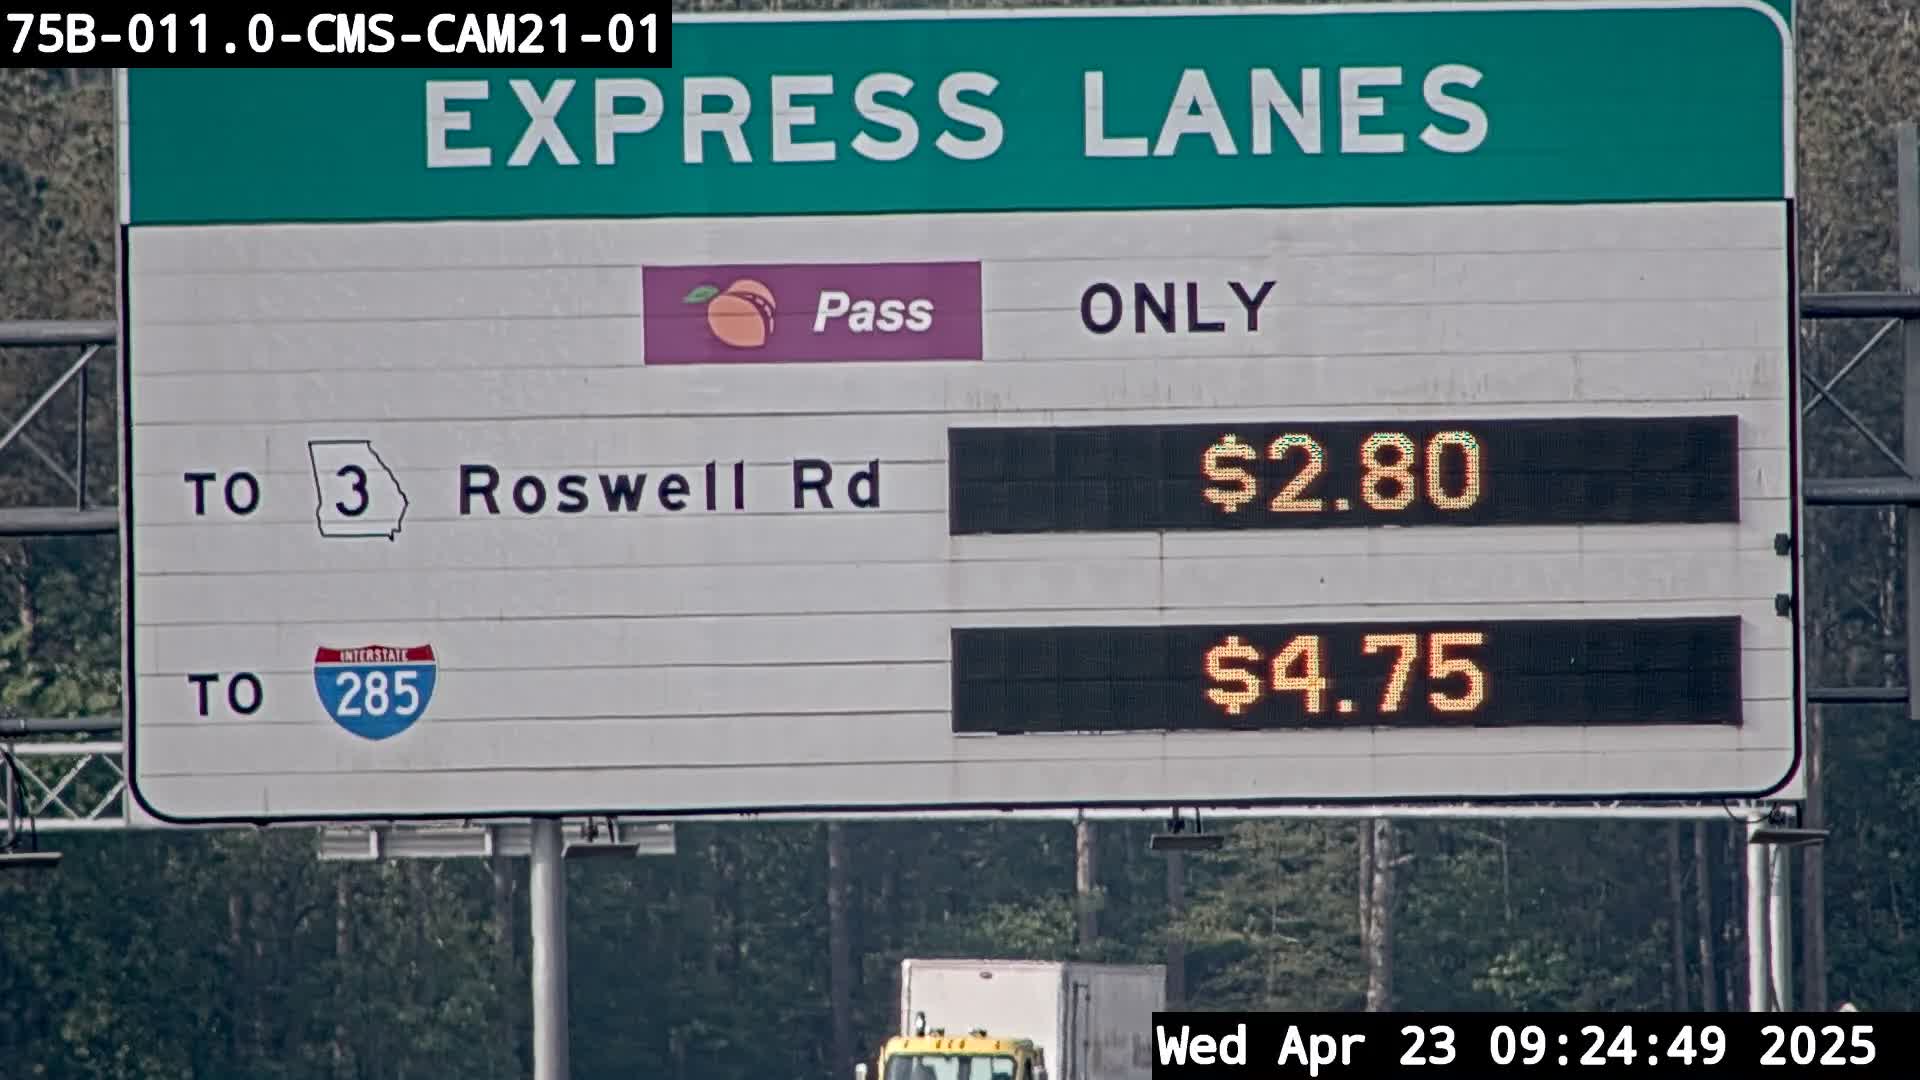 75B-011.0-CMS-CAM21-01
EXPRESS LANES
Pass ONLY
TO 3 Roswell Rd $2.80
TO INTERSTATE 285 $4.75
Wed Apr 23 09:24:49 2025